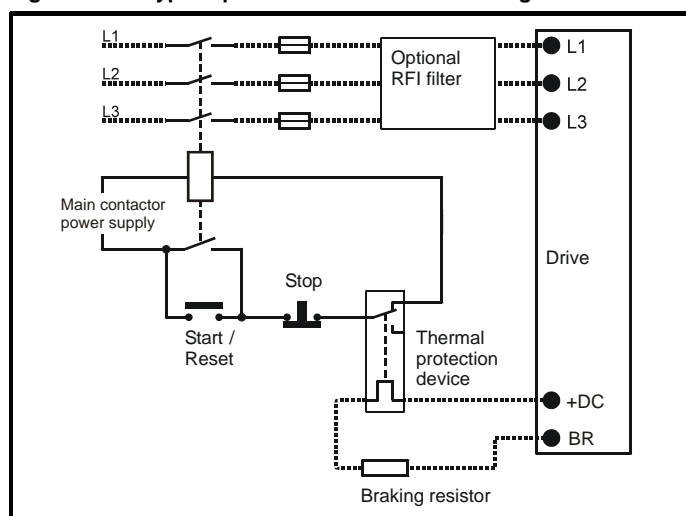 L1
Optional
RFI filter
L1
L2
L2
L3
L3
Main contactor
power supply
Stop
Drive
Start /
Reset
Thermal
protection
device
+DC
BR
Braking resistor